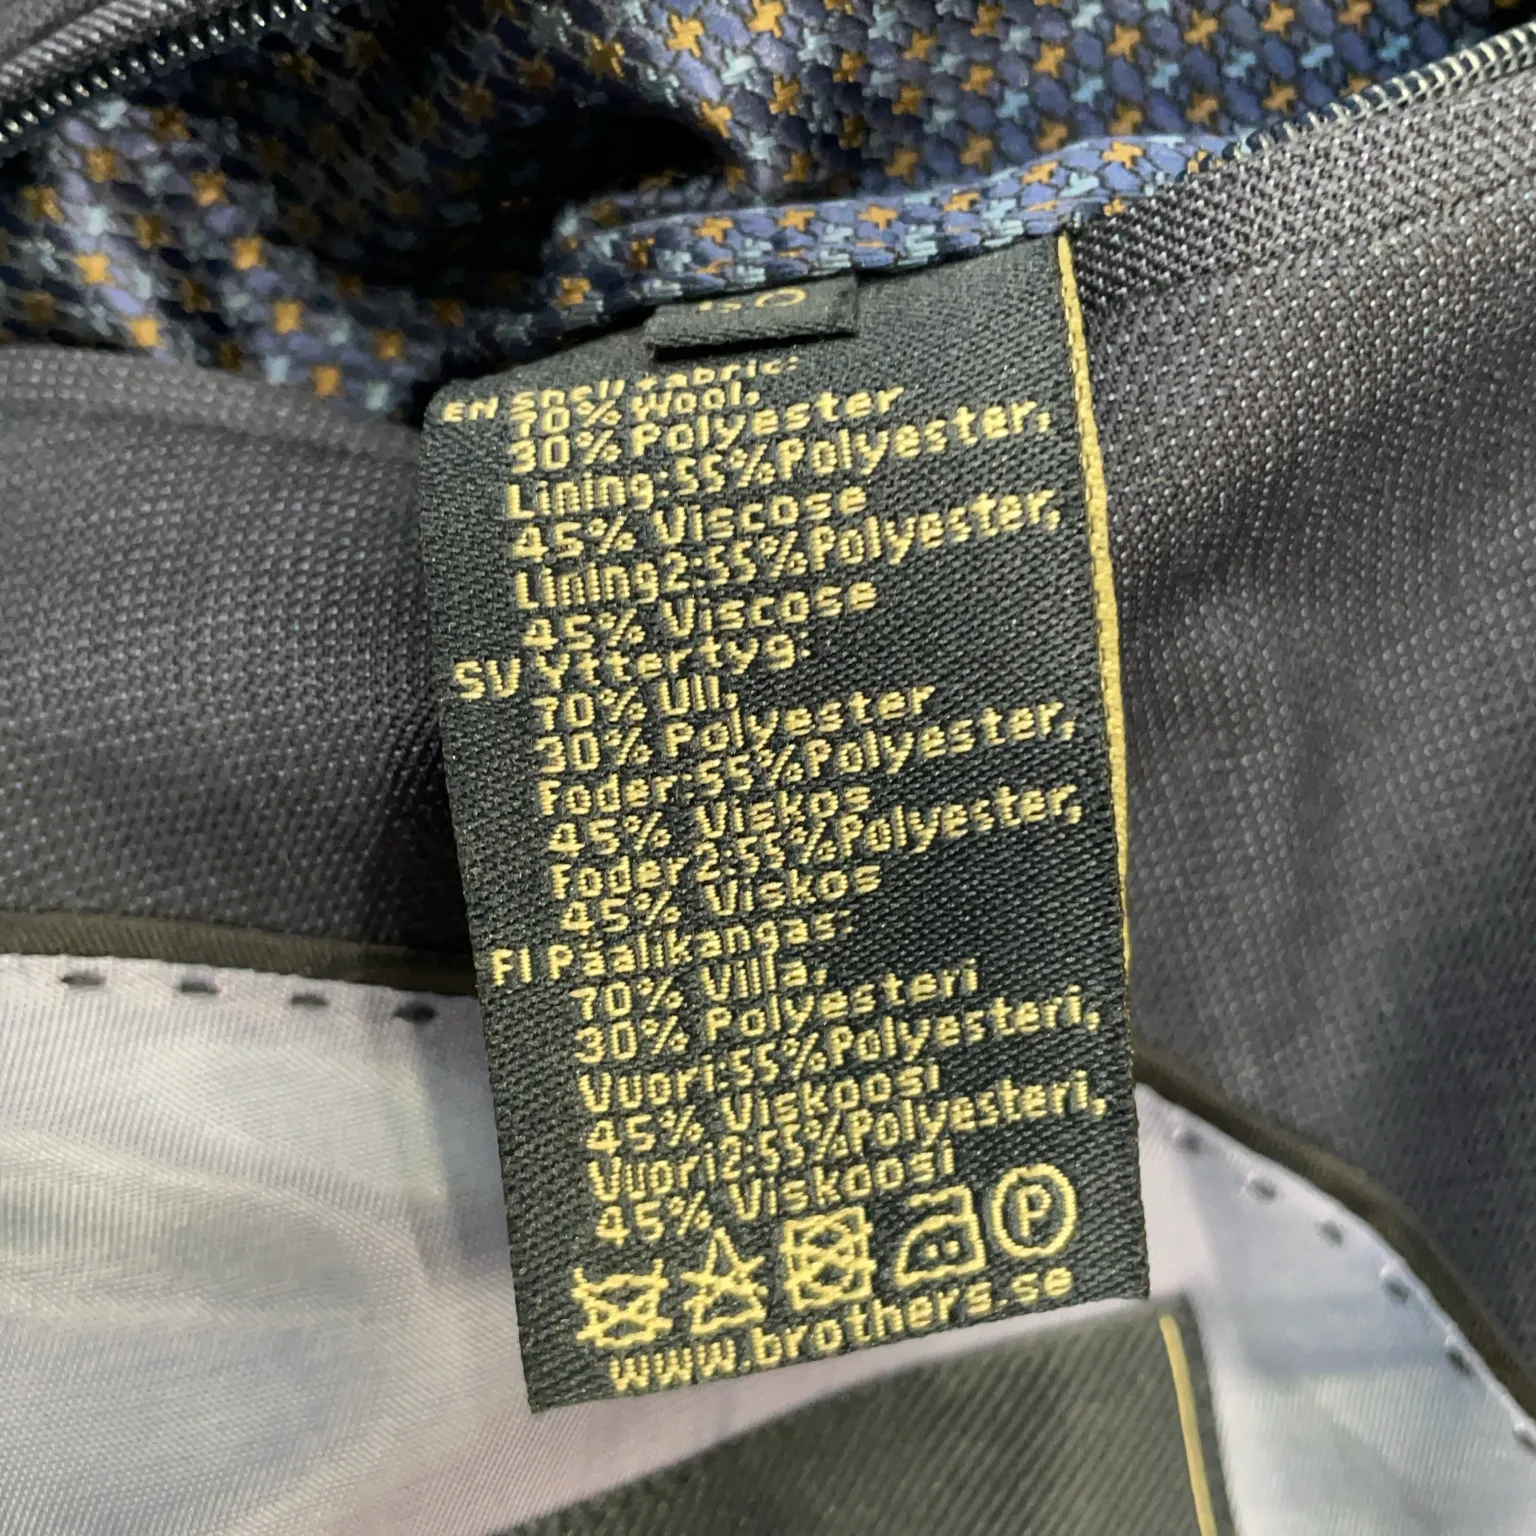 EN Shell fabric:
70% Wool,
30% Polyester
Lining:55%Polyester,
45% Viscose
Lining2:55%Polyester,
45% Viscose
SV Yttertyg:
70% Ull,
30% Polyester
Foder:55%Polyester,
45% Viskos
Foder2:55%Polyester,
45% Viskos
FI Päälikangas:
70% Villa,
30% Polyesteri
Vuori:55%Polyesteri,
45% Viskoosi
Vuori2:55%Polyesteri,
45% Viskoosi
P
www.brothers.se